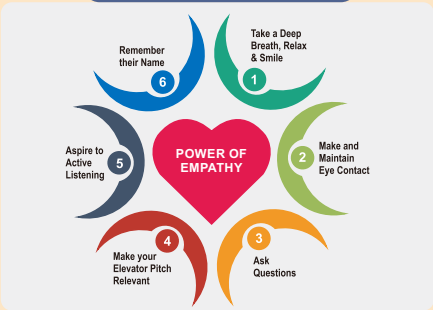 POWER OF
EMPATHY
1
Take a Deep
Breath, Relax
& Smile
2
Make and
Maintain
Eye Contact
3
Ask
Questions
4
Make your
Elevator Pitch
Relevant
5
Aspire to
Active
Listening
6
Remember
their Name